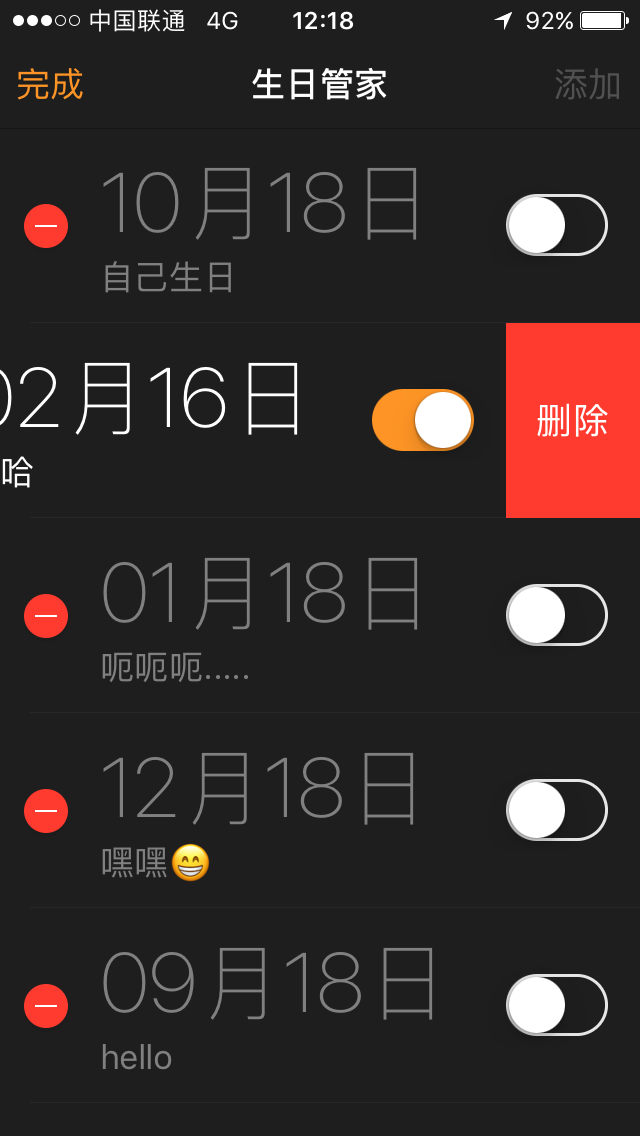 中国联通 4G 12:18 92%
完成 生日管家 添加
10月18日
自己生日
02月16日
哈
删除
01月18日
呃呃呃.....
12月18日
嘿嘿😁
09月18日
hello